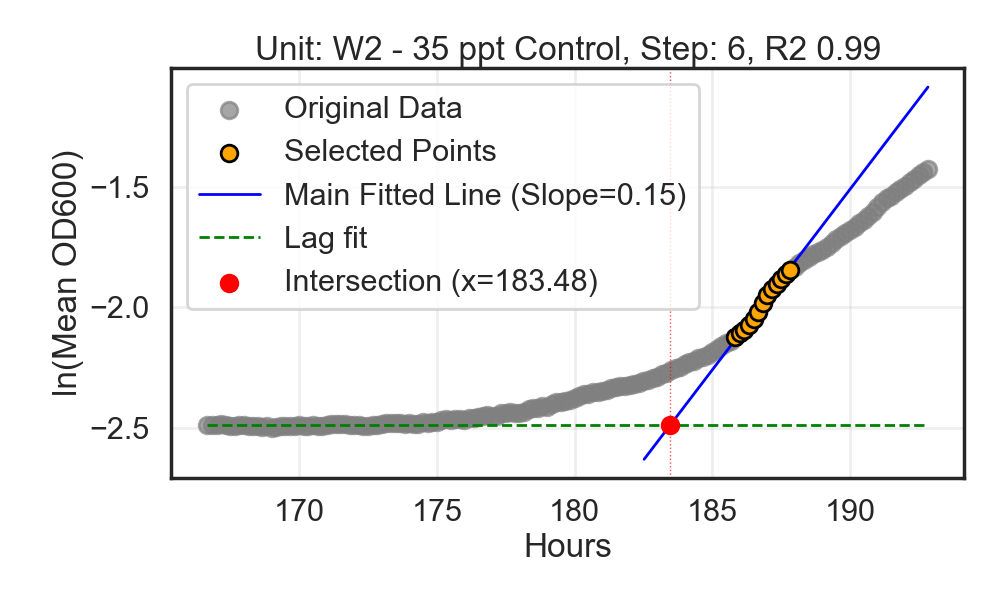 Unit: W2 - 35 ppt Control, Step: 6, R2 0.99
Original Data
Selected Points
Main Fitted Line (Slope=0.15)
Lag fit
Intersection (x=183.48)
ln(Mean OD600)
−1.5
−2.0
−2.5
170 175 180 185 190
Hours